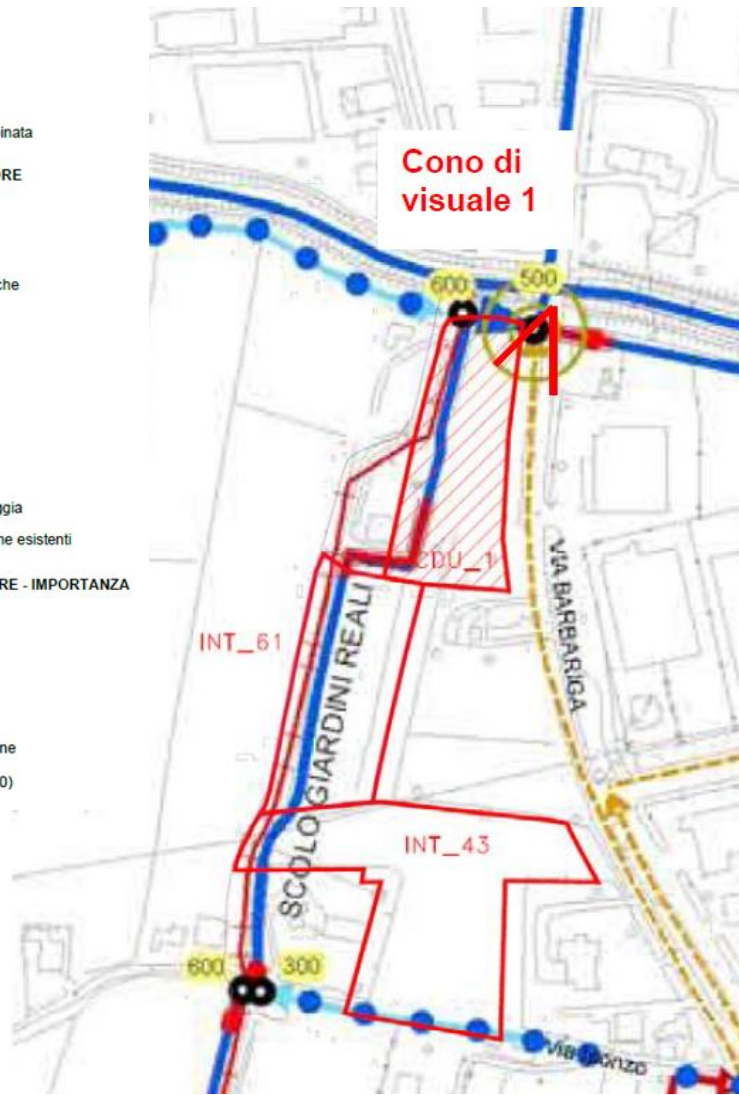 inata
RE
che
ggia
ne esistenti
RE - IMPORTANZA
ne
0)
Cono di
visuale 1
600
500
CDU_1
VIA BARBARIGA
INT_61
SCOLO GIARDINI REALI
INT_43
600
300